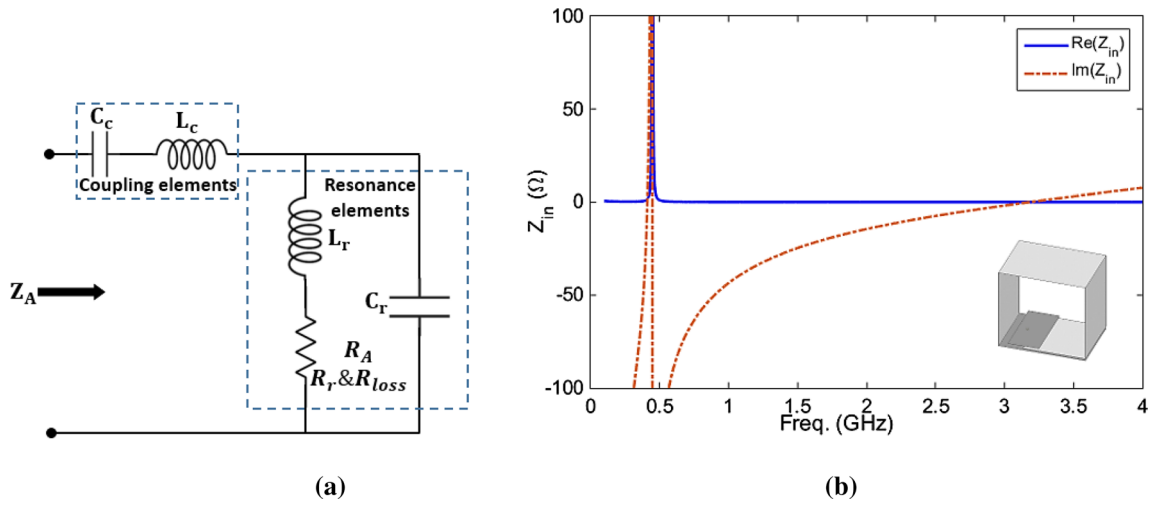 C_c
L_c
Coupling elements
Resonance
elements
L_r
Z_A
C_r
R_A
R_r&R_loss
(a)
100
50
0
-50
-100
Z_in (Ω)
Re(Z_in)
Im(Z_in)
0 0.5 1 1.5 2 2.5 3 3.5 4
Freq. (GHz)
(b)